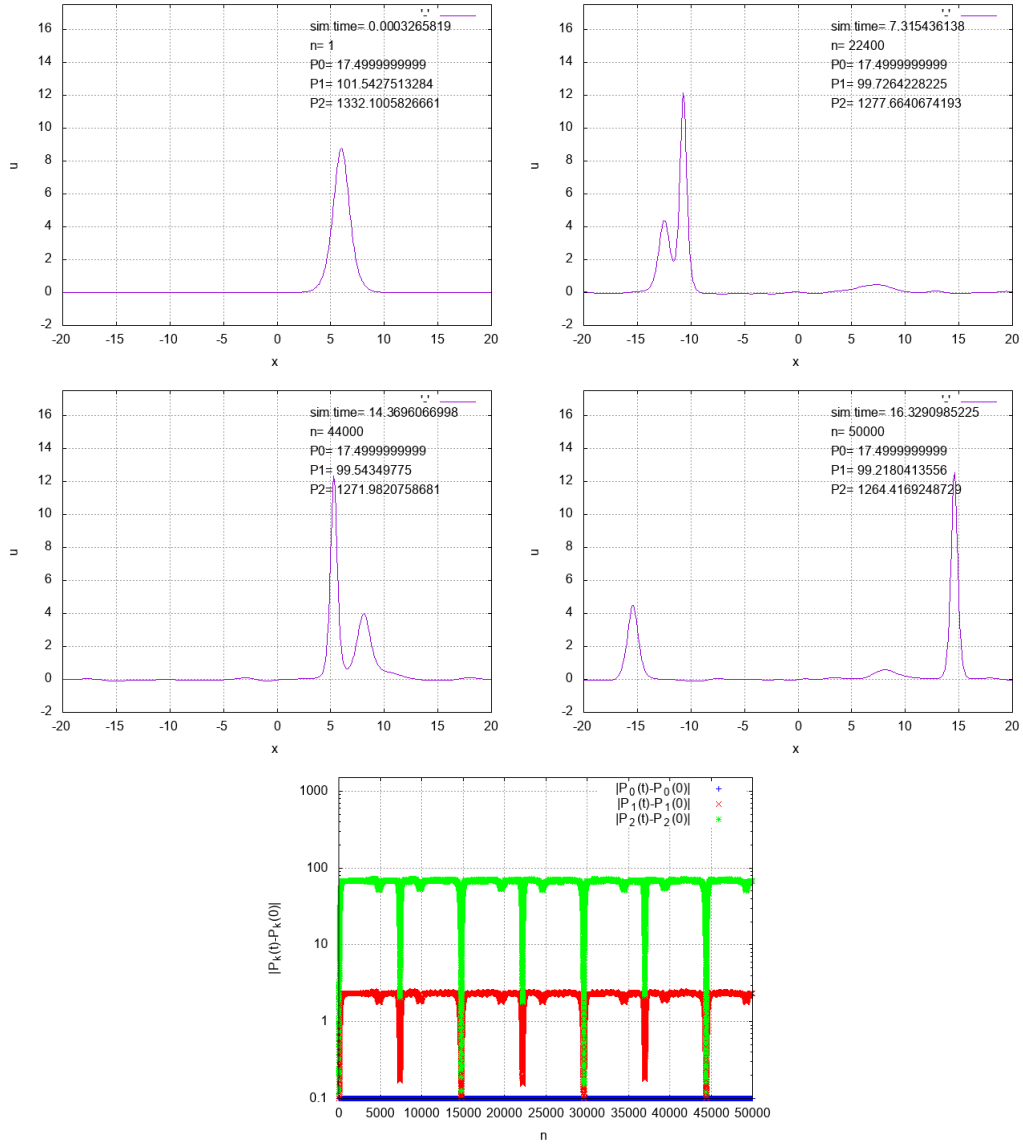 '-'
sim time= 0.0003265819
n= 1
P0= 17.4999999999
P1= 101.5427513284
P2= 1332.1005826661
16
14
12
10
8
6
4
2
0
-2
u
-20 -15 -10 -5 0 5 10 15 20
x
'-'
sim time= 7.315436138
n= 22400
P0= 17.4999999999
P1= 99.7264228225
P2= 1277.6640674193
16
14
12
10
8
6
4
2
0
-2
u
-20 -15 -10 -5 0 5 10 15 20
x
'-'
sim time= 14.3696066998
n= 44000
P0= 17.4999999999
P1= 99.54349775
P2= 1271.9820758681
16
14
12
10
8
6
4
2
0
-2
u
-20 -15 -10 -5 0 5 10 15 20
x
'-'
sim time= 16.3290985225
n= 50000
P0= 17.4999999999
P1= 99.2180413556
P2= 1264.4169248729
16
14
12
10
8
6
4
2
0
-2
u
-20 -15 -10 -5 0 5 10 15 20
x
|P0(t)-P0(0)|
|P1(t)-P1(0)|
|P2(t)-P2(0)|
1000
100
10
1
0.1
|Pk(t)-Pk(0)|
0 5000 10000 15000 20000 25000 30000 35000 40000 45000 50000
n